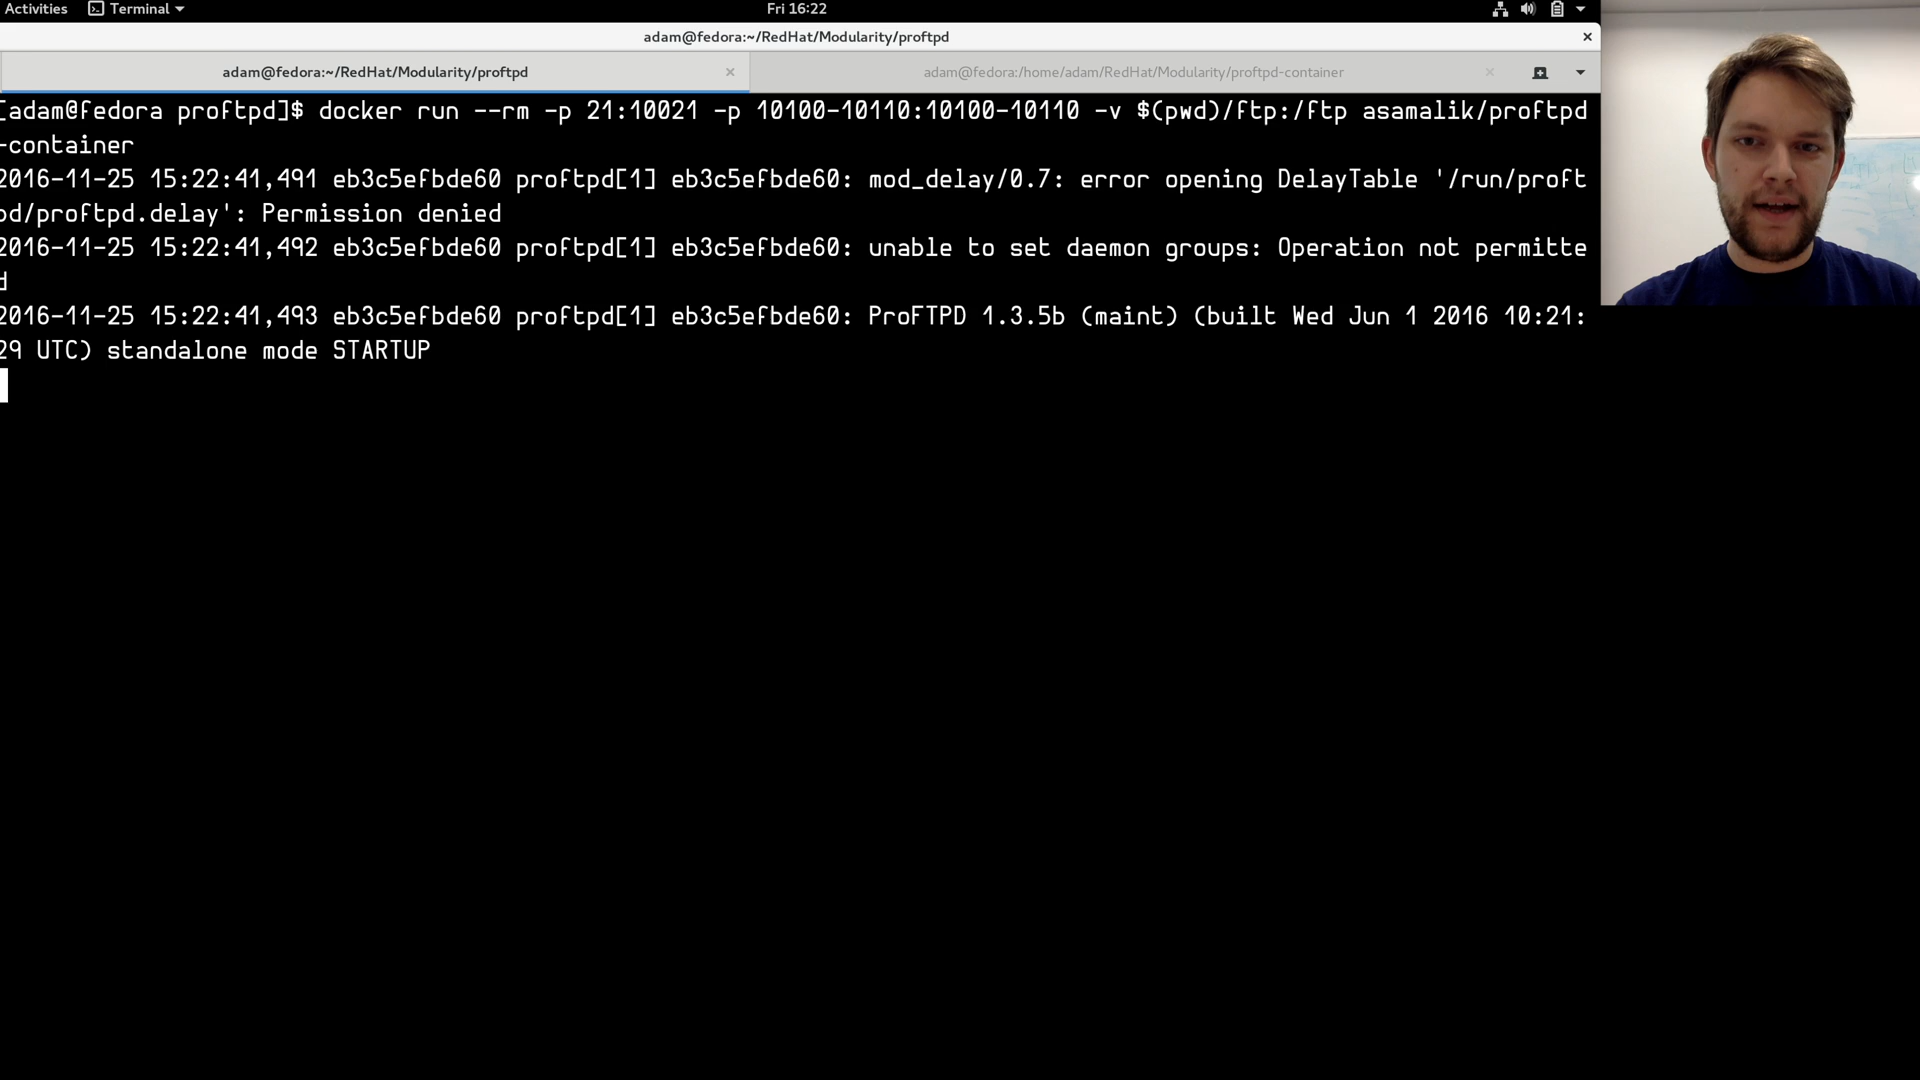 Activities Terminal Fri 16:22
adam@fedora:~/RedHat/Modularity/proftpd
adam@fedora:~/RedHat/Modularity/proftpd adam@fedora:/home/adam/RedHat/Modularity/proftpd-container
[adam@fedora proftpd]$ docker run --rm -p 21:10021 -p 10100-10110:10100-10110 -v $(pwd)/ftp:/ftp asamalik/proftpd
-container
2016-11-25 15:22:41,491 eb3c5efbde60 proftpd[1] eb3c5efbde60: mod_delay/0.7: error opening DelayTable '/run/proft
pd/proftpd.delay': Permission denied
2016-11-25 15:22:41,492 eb3c5efbde60 proftpd[1] eb3c5efbde60: unable to set daemon groups: Operation not permitte
d
2016-11-25 15:22:41,493 eb3c5efbde60 proftpd[1] eb3c5efbde60: ProFTPD 1.3.5b (maint) (built Wed Jun 1 2016 10:21:
29 UTC) standalone mode STARTUP